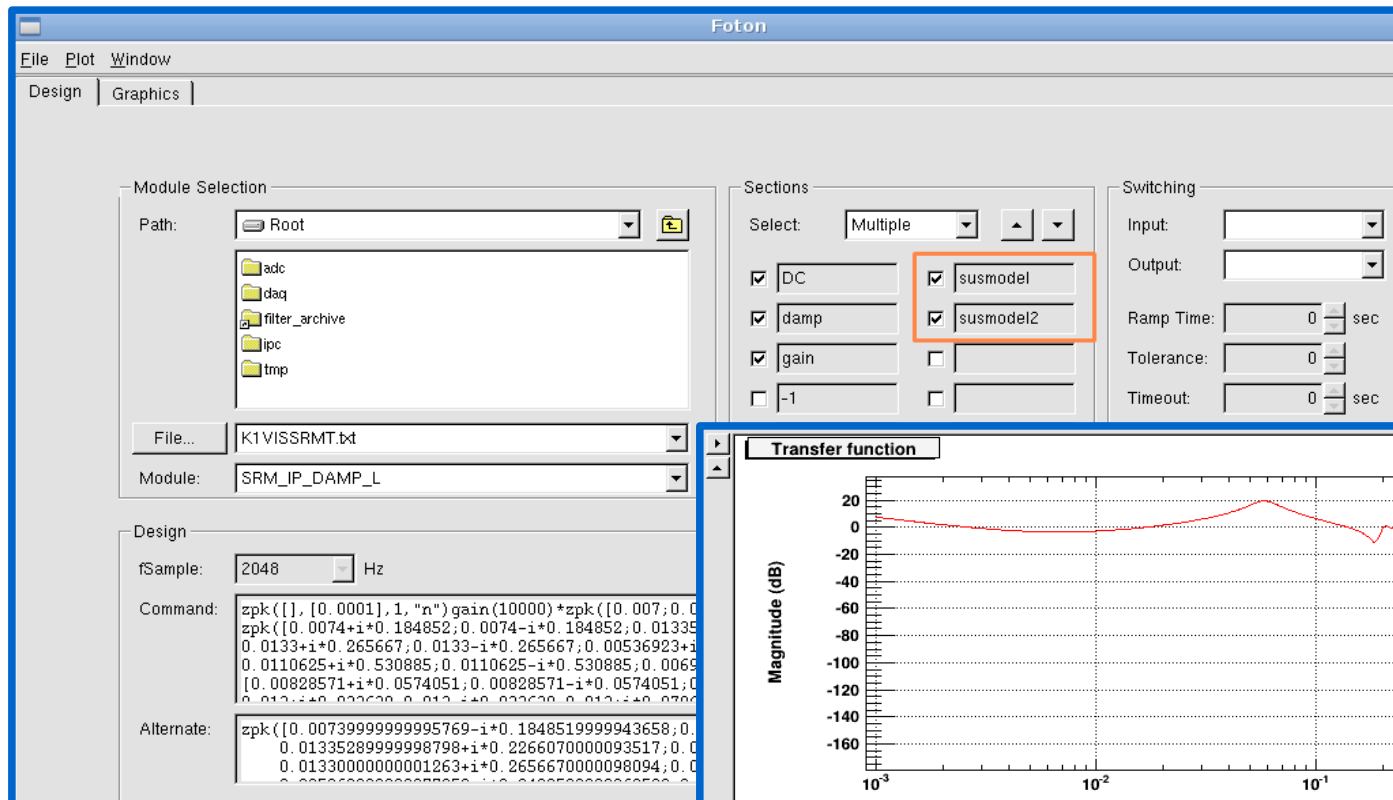 Foton
File Plot Window
Design Graphics
Module Selection
Path: Root
adc
daq
filter_archive
ipc
tmp
File... K1VISSRMT.txt
Module: SRM_IP_DAMP_L
Sections
Select: Multiple
DC susmodel
damp susmodel2
gain
-1
Switching
Input:
Output:
Ramp Time: 0 sec
Tolerance: 0
Timeout: 0 sec
Design
fSample: 2048 Hz
Command:
zpk([],[0.0001],1,"n")gain(10000)*zpk([0.007;0.0
zpk([0.0074+i*0.184852;0.0074-i*0.184852;0.01335
0.0133+i*0.265667;0.0133-i*0.265667;0.00536923+i
0.0110625+i*0.530885;0.0110625-i*0.530885;0.0069
[0.00828571+i*0.0574051;0.00828571-i*0.0574051;0
Alternate:
zpk([0.00739999999995769-i*0.1848519999943658;0.
0.01335289999998798+i*0.2266070000093517;0.0
0.01330000000001263+i*0.2656670000098094;0.0
Transfer function
Magnitude (dB)
20
0
-20
-40
-60
-80
-100
-120
-140
-160
10-3 10-2 10-1